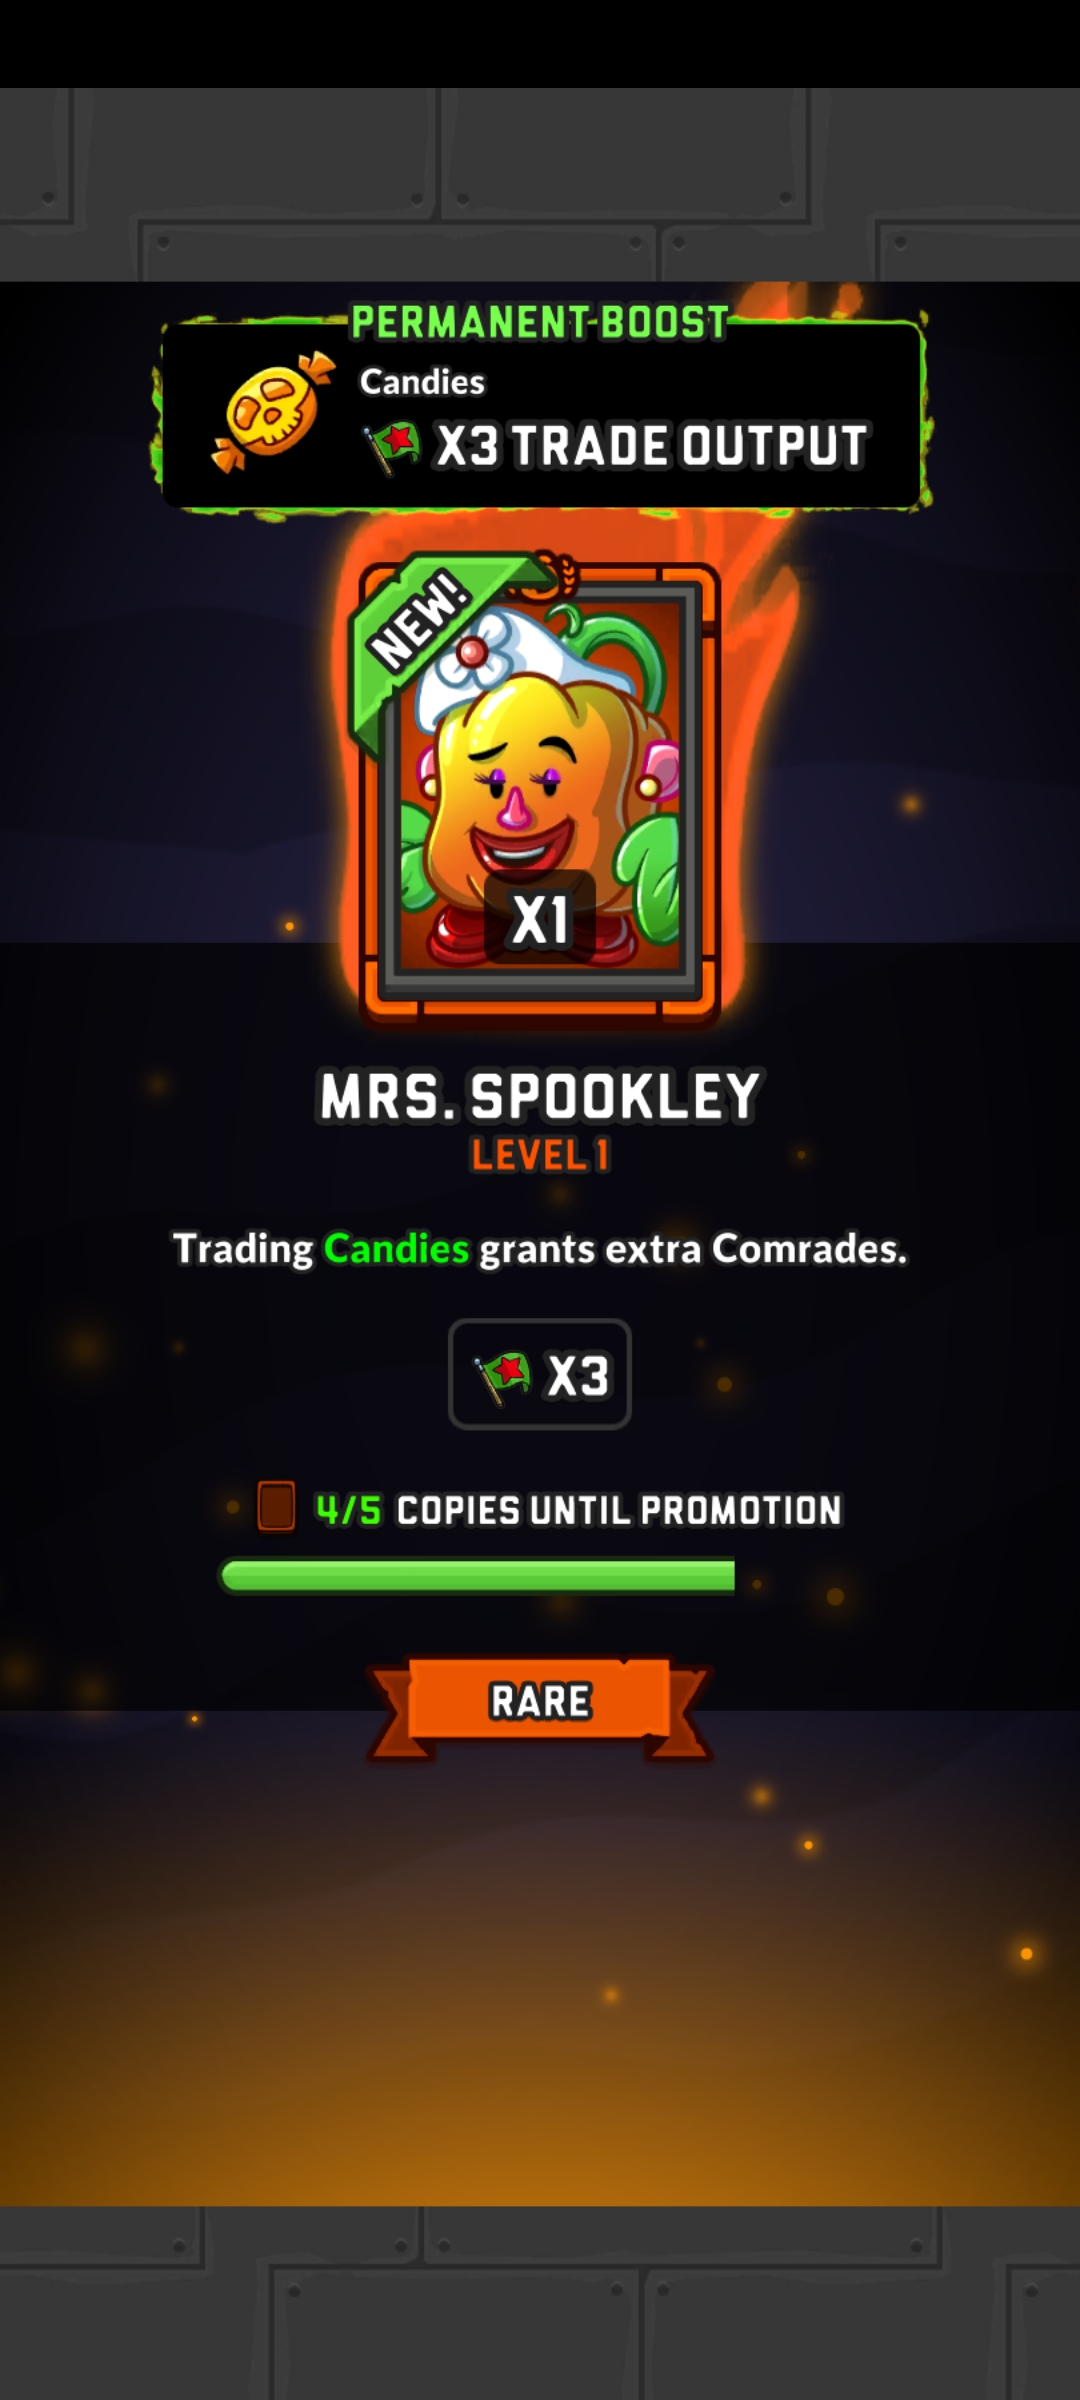 PERMANENT BOOST
Candies
X3 TRADE OUTPUT
NEW!
X1
MRS. SPOOKLEY
LEVEL 1
Trading Candies grants extra Comrades.
X3
4/5 COPIES UNTIL PROMOTION
RARE